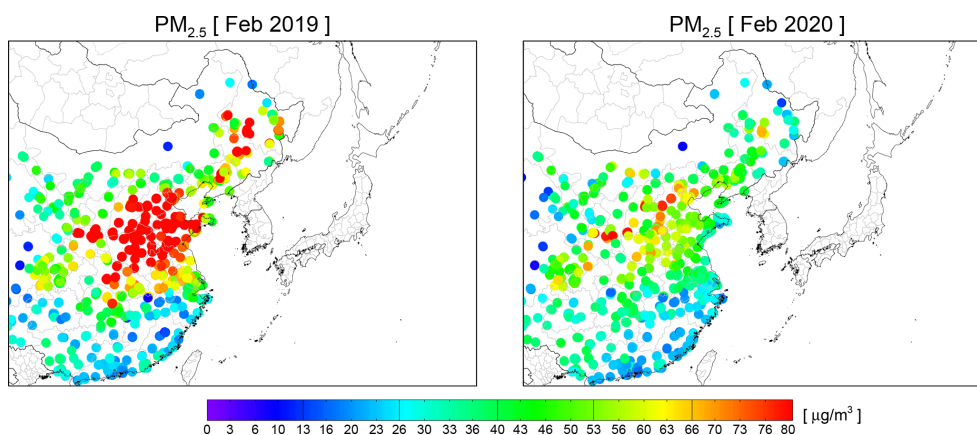 PM2.5 [ Feb 2019 ]
PM2.5 [ Feb 2020 ]
0 3 6 10 13 16 20 23 26 30 33 36 40 43 46 50 53 56 60 63 67 70 73 76 80 [ μg/m³ ]